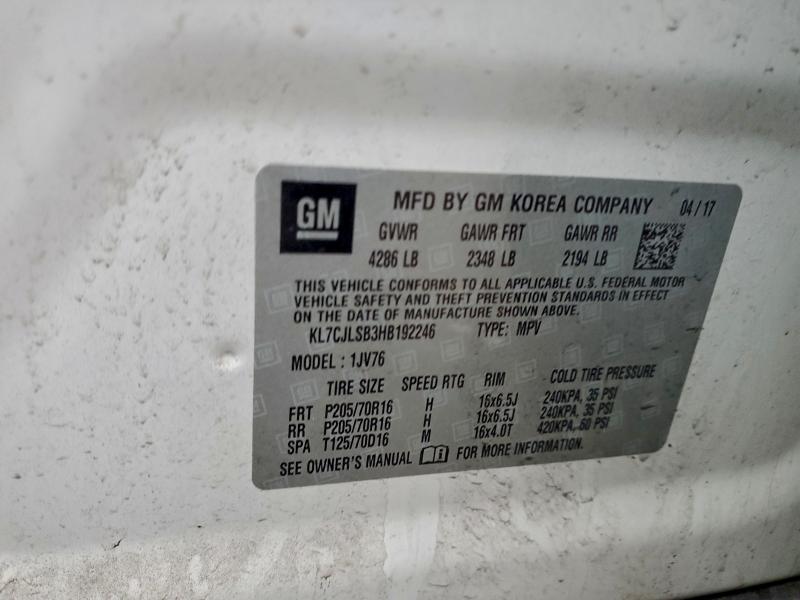 GM
MFD BY GM KOREA COMPANY 04/17
GVWR GAWR FRT GAWR RR
4286 LB 2348 LB 2194 LB
THIS VEHICLE CONFORMS TO ALL APPLICABLE U.S. FEDERAL MOTOR
VEHICLE SAFETY AND THEFT PREVENTION STANDARDS IN EFFECT
ON THE DATE OF MANUFACTURE SHOWN ABOVE.
KL7CJLSB3HB192246 TYPE: MPV
MODEL : 1JV76
TIRE SIZE SPEED RTG RIM COLD TIRE PRESSURE
FRT P205/70R16 H 16x6.5J 240KPA, 35 PSI
RR P205/70R16 H 16x6.5J 240KPA, 35 PSI
SPA T125/70D16 M 16x4.0T 420KPA, 60 PSI
SEE OWNER'S MANUAL FOR MORE INFORMATION.